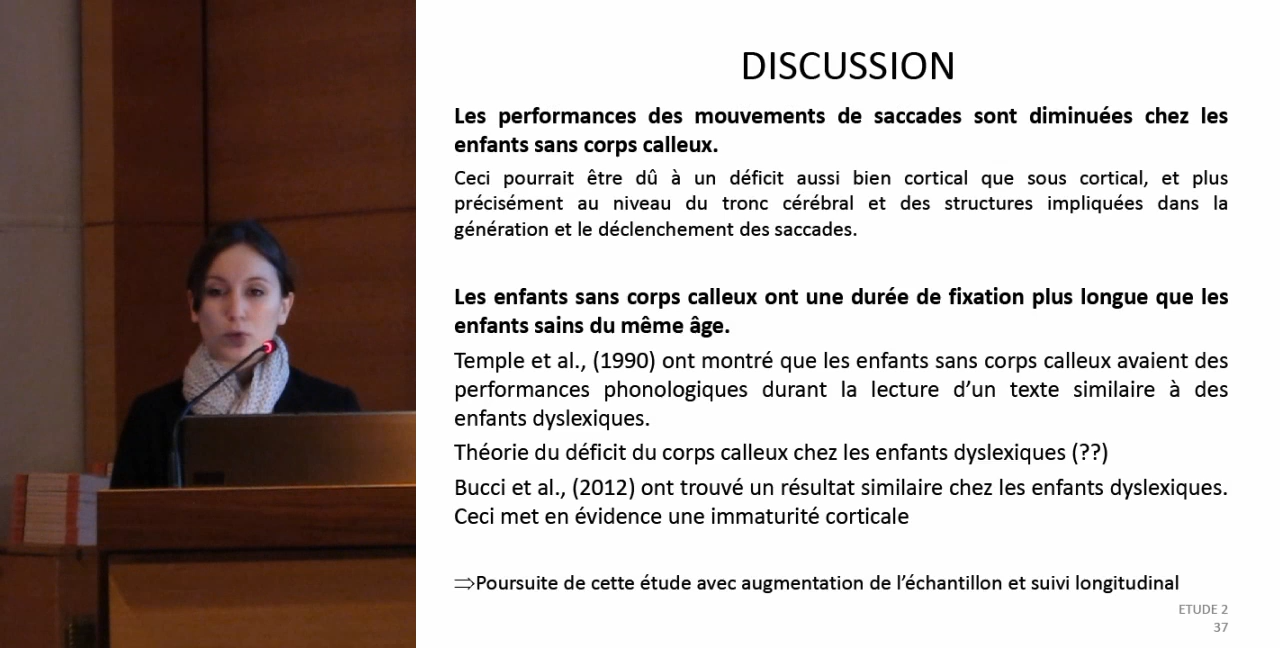 DISCUSSION
Les performances des mouvements de saccades sont diminuées chez les
enfants sans corps calleux.
Ceci pourrait être dû à un déficit aussi bien cortical que sous cortical, et plus
précisément au niveau du tronc cérébral et des structures impliquées dans la
génération et le déclenchement des saccades.
Les enfants sans corps calleux ont une durée de fixation plus longue que les
enfants sains du même âge.
Temple et al., (1990) ont montré que les enfants sans corps calleux avaient des
performances phonologiques durant la lecture d’un texte similaire à des
enfants dyslexiques.
Théorie du déficit du corps calleux chez les enfants dyslexiques (??)
Bucci et al., (2012) ont trouvé un résultat similaire chez les enfants dyslexiques.
Ceci met en évidence une immaturité corticale
⇒Poursuite de cette étude avec augmentation de l’échantillon et suivi longitudinal
ETUDE 2
37